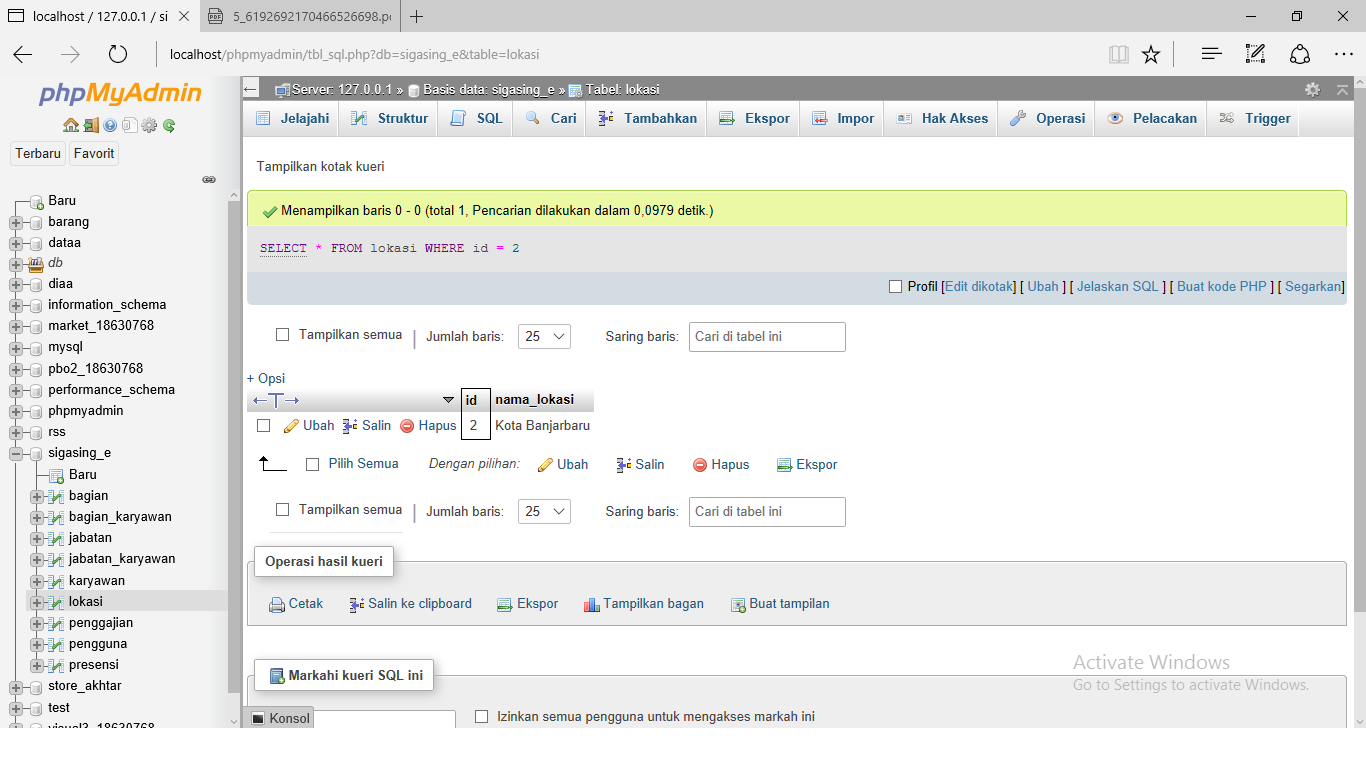 localhost / 127.0.0.1 / si
5_6192692170466526698.p
localhost/phpmyadmin/tbl_sql.php?db=sigasing_e&table=lokasi
phpMyAdmin
Terbaru Favorit
Baru
barang
dataa
db
diaa
information_schema
market_18630768
mysql
pbo2_18630768
performance_schema
phpmyadmin
rss
sigasing_e
Baru
bagian
bagian_karyawan
jabatan
jabatan_karyawan
karyawan
lokasi
penggajian
pengguna
presensi
store_akhtar
test
visual3_18630768
Server: 127.0.0.1 » Basis data: sigasing_e » Tabel: lokasi
Jelajahi Struktur SQL Cari Tambahkan Ekspor Impor Hak Akses Operasi Pelacakan Trigger
Tampilkan kotak kueri
Menampilkan baris 0 - 0 (total 1, Pencarian dilakukan dalam 0,0979 detik.)
SELECT * FROM lokasi WHERE id = 2
Profil [Edit dikotak] [ Ubah ] [ Jelaskan SQL ] [ Buat kode PHP ] [ Segarkan]
Tampilkan semua | Jumlah baris: 25 Saring baris: Cari di tabel ini
+ Opsi
←T→ id nama_lokasi
Ubah Salin Hapus 2 Kota Banjarbaru
Pilih Semua Dengan pilihan: Ubah Salin Hapus Ekspor
Tampilkan semua | Jumlah baris: 25 Saring baris: Cari di tabel ini
Operasi hasil kueri
Cetak Salin ke clipboard Ekspor Tampilkan bagan Buat tampilan
Markahi kueri SQL ini
Konsol
Izinkan semua pengguna untuk mengakses markah ini
Activate Windows
Go to Settings to activate Windows.